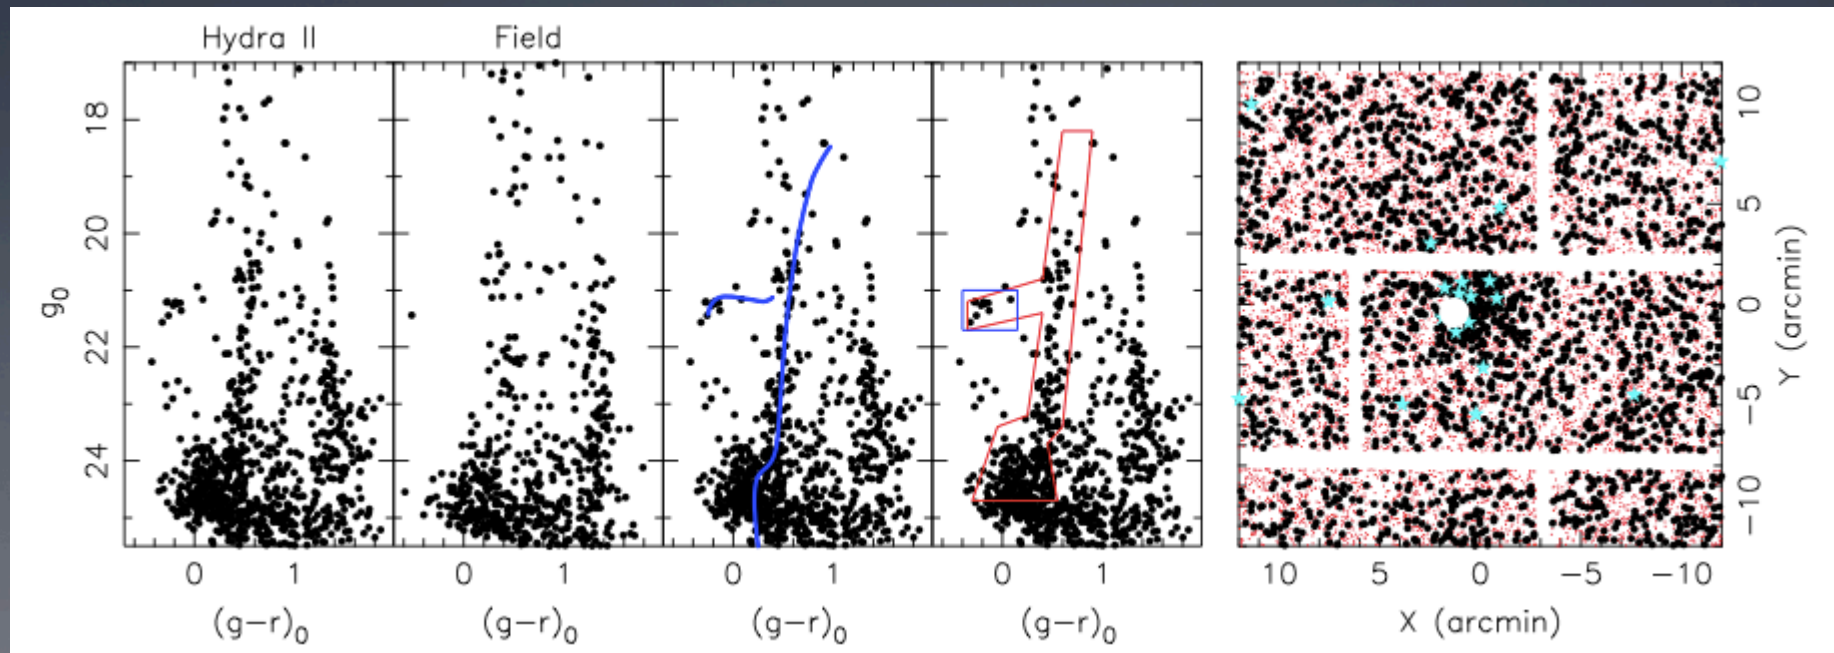 Hydra II
Field
g0
18
20
22
24
0 1
0 1
0 1
0 1
(g−r)0
(g−r)0
(g−r)0
(g−r)0
10 5 0 −5 −10
X (arcmin)
10
5
0
−5
−10
Y (arcmin)